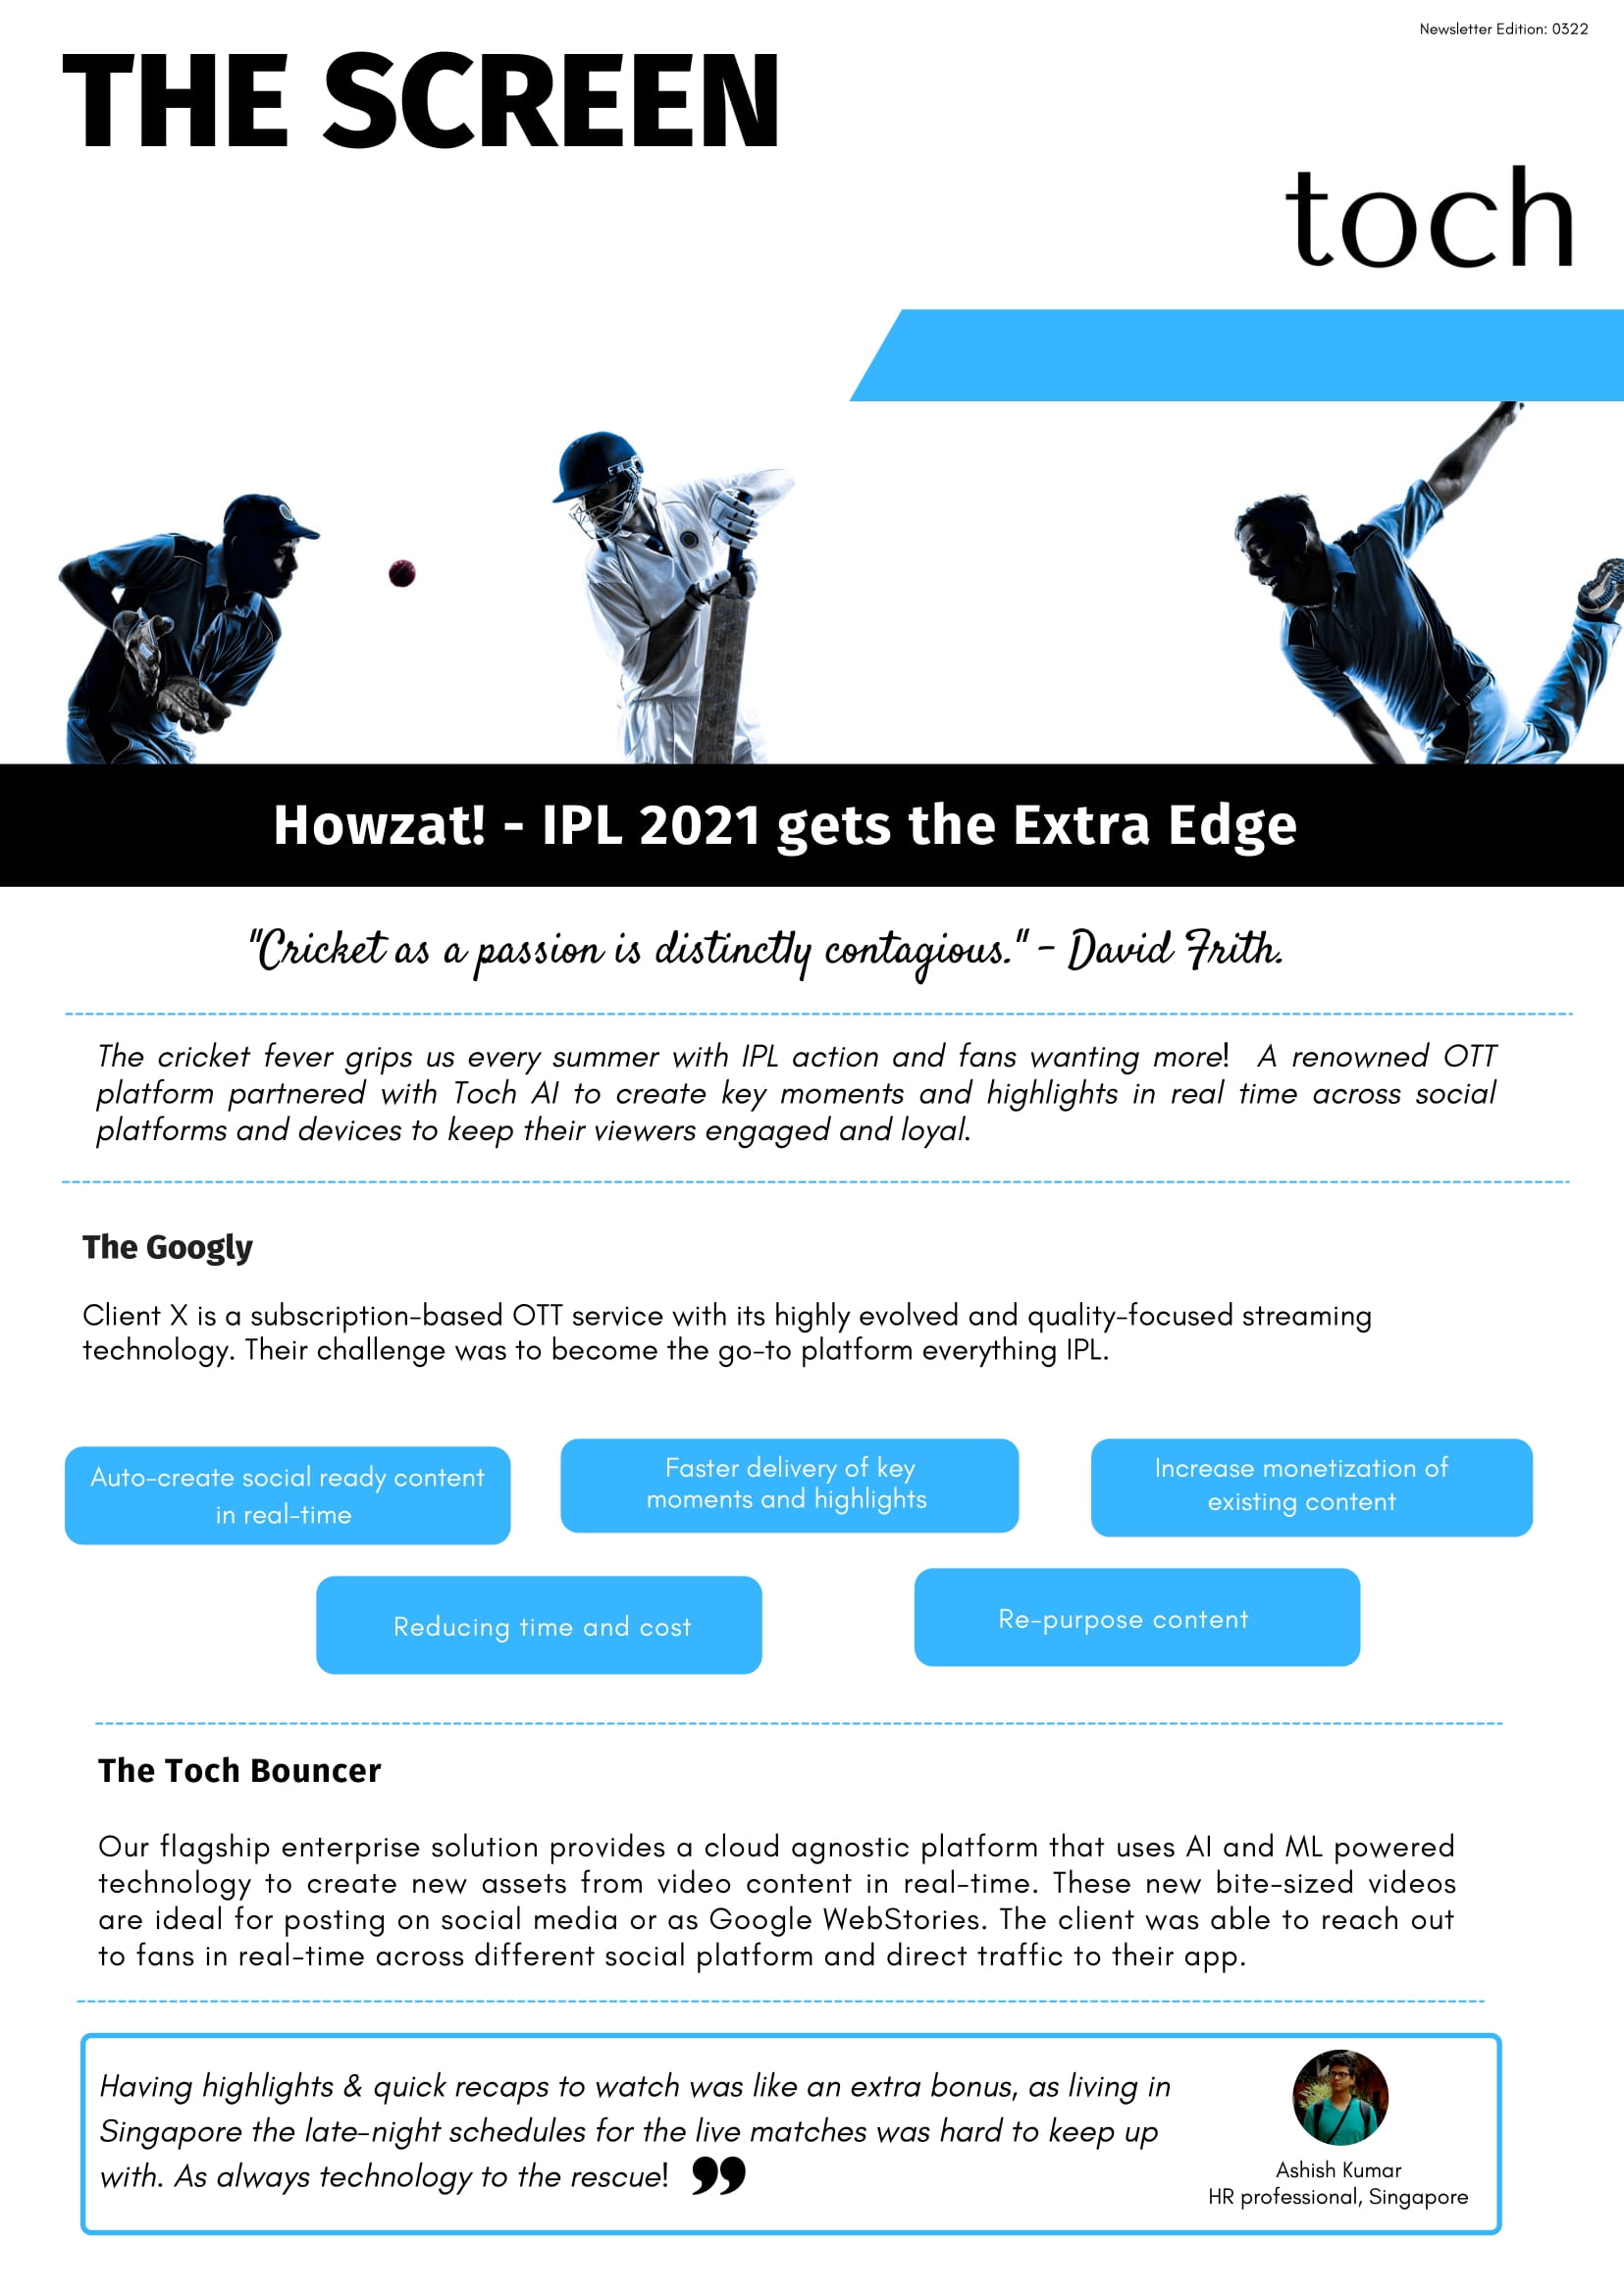 Newsletter Edition: 0322
THE SCREEN
toch
Howzat! - IPL 2021 gets the Extra Edge
"Cricket as a passion is distinctly contagious." - David Frith.
The cricket fever grips us every summer with IPL action and fans wanting more!  A renowned OTT
platform partnered with Toch AI to create key moments and highlights in real time across social
platforms and devices to keep their viewers engaged and loyal.
The Googly
Client X is a subscription-based OTT service with its highly evolved and quality-focused streaming
technology. Their challenge was to become the go-to platform everything IPL.
Auto-create social ready content
in real-time
Faster delivery of key
moments and highlights
Increase monetization of
existing content
Reducing time and cost
Re-purpose content
The Toch Bouncer
Our flagship enterprise solution provides a cloud agnostic platform that uses AI and ML powered
technology to create new assets from video content in real-time. These new bite-sized videos
are ideal for posting on social media or as Google WebStories. The client was able to reach out
to fans in real-time across different social platform and direct traffic to their app.
Having highlights & quick recaps to watch was like an extra bonus, as living in
Singapore the late-night schedules for the live matches was hard to keep up
with. As always technology to the rescue! ”
Ashish Kumar
HR professional, Singapore